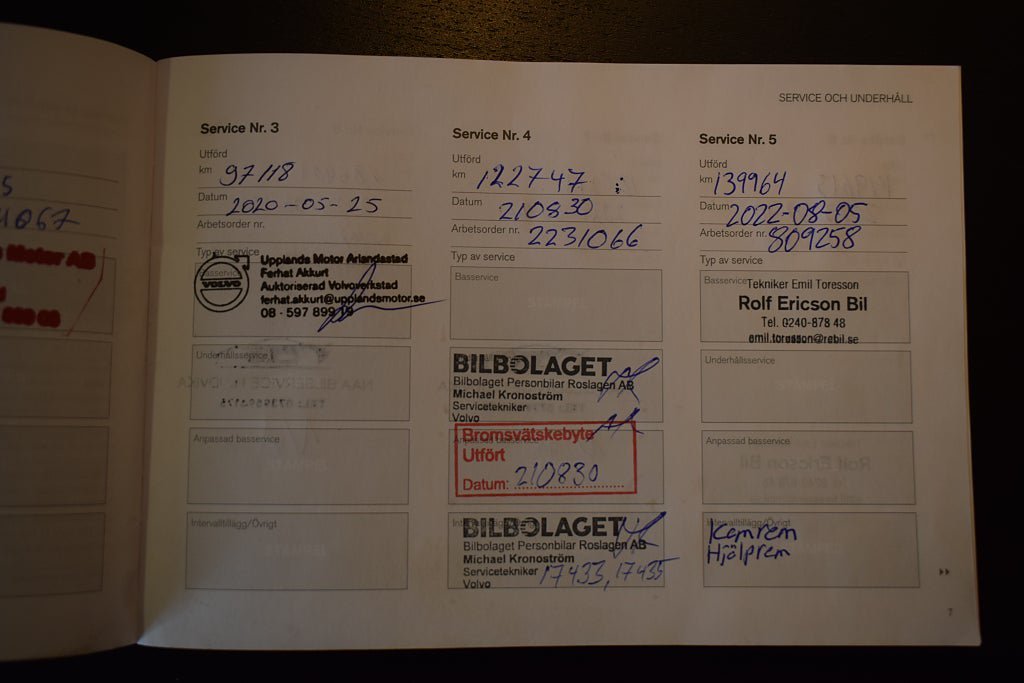 SERVICE OCH UNDERHÅLL
Service Nr. 3
Utförd
km 97118
Datum 2020-05-25
Arbetsorder nr.
Typ av service
Basservice
VOLVO
Upplands Motor Arlandastad
Ferhat Akkurt
Auktoriserad Volvoverkstad
ferhat.akkurt@upplandsmotor.se
08 - 597 899 19
Underhållsservice
Anpassad basservice
Intervalltillägg/Övrigt
Service Nr. 4
Utförd
km 122747
Datum 210830
Arbetsorder nr. 2231066
Typ av service
Basservice
BILBOLAGET
Bilbolaget Personbilar Roslagen AB
Michael Kronoström
Servicetekniker
Volvo
Anpassad basservice
Bromsvätskebyte
Utfört
Datum: 210830
BILBOLAGET
Bilbolaget Personbilar Roslagen AB
Michael Kronoström
Servicetekniker 17433, 17435
Volvo
Service Nr. 5
Utförd
km 139964
Datum 2022-08-05
Arbetsorder nr. 809258
Typ av service
Basservice
Tekniker Emil Toresson
Rolf Ericson Bil
Tel. 0240-878 48
emil.toresson@rebil.se
Underhållsservice
Anpassad basservice
Intervalltillägg/Övrigt
Kamrem
Hjälprem
7